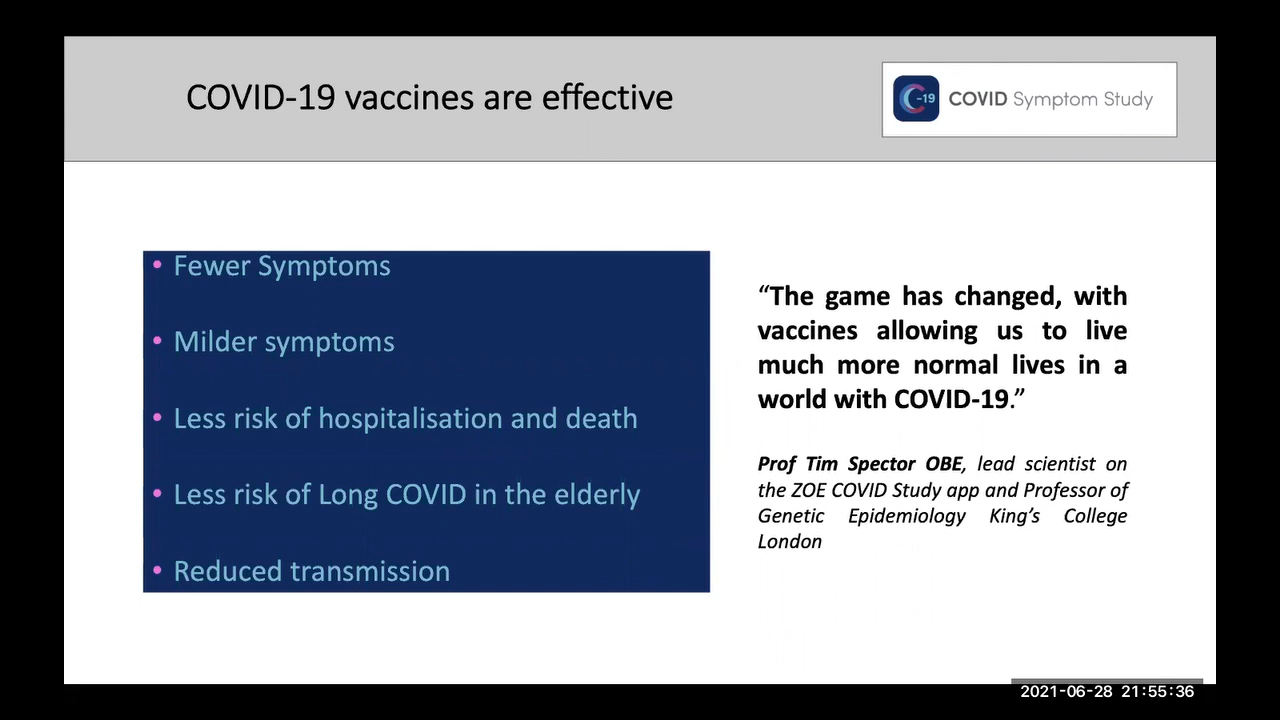 COVID-19 vaccines are effective
C-19 COVID Symptom Study
• Fewer Symptoms
• Milder symptoms
• Less risk of hospitalisation and death
• Less risk of Long COVID in the elderly
• Reduced transmission
“The game has changed, with
vaccines allowing us to live
much more normal lives in a
world with COVID-19.”
Prof Tim Spector OBE, lead scientist on
the ZOE COVID Study app and Professor of
Genetic Epidemiology King’s College
London
2021-06-28 21:55:36